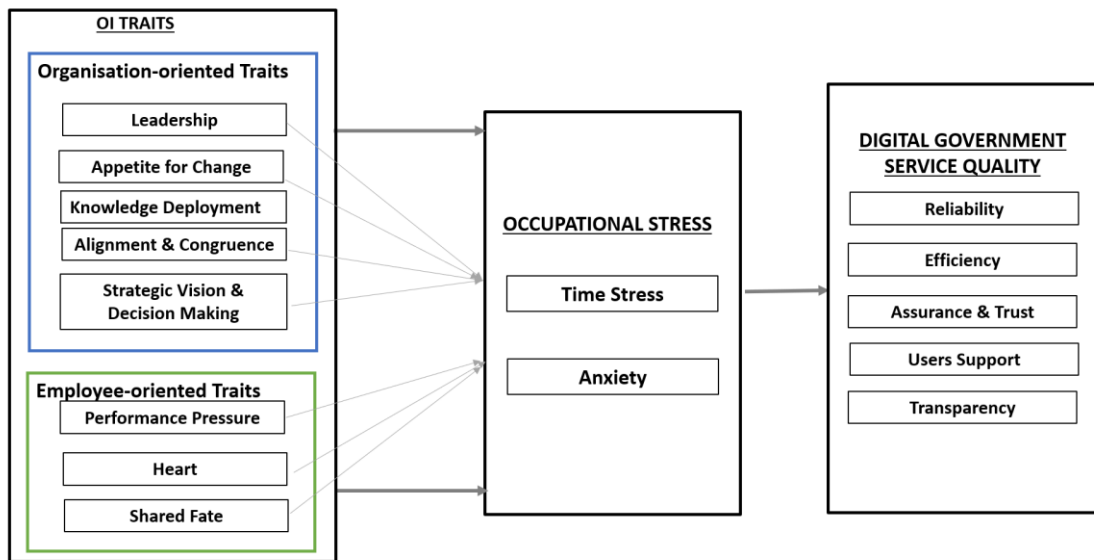 OI TRAITS
Organisation-oriented Traits
Leadership
Appetite for Change
Knowledge Deployment
Alignment & Congruence
Strategic Vision &
Decision Making
Employee-oriented Traits
Performance Pressure
Heart
Shared Fate
OCCUPATIONAL STRESS
Time Stress
Anxiety
DIGITAL GOVERNMENT
SERVICE QUALITY
Reliability
Efficiency
Assurance & Trust
Users Support
Transparency